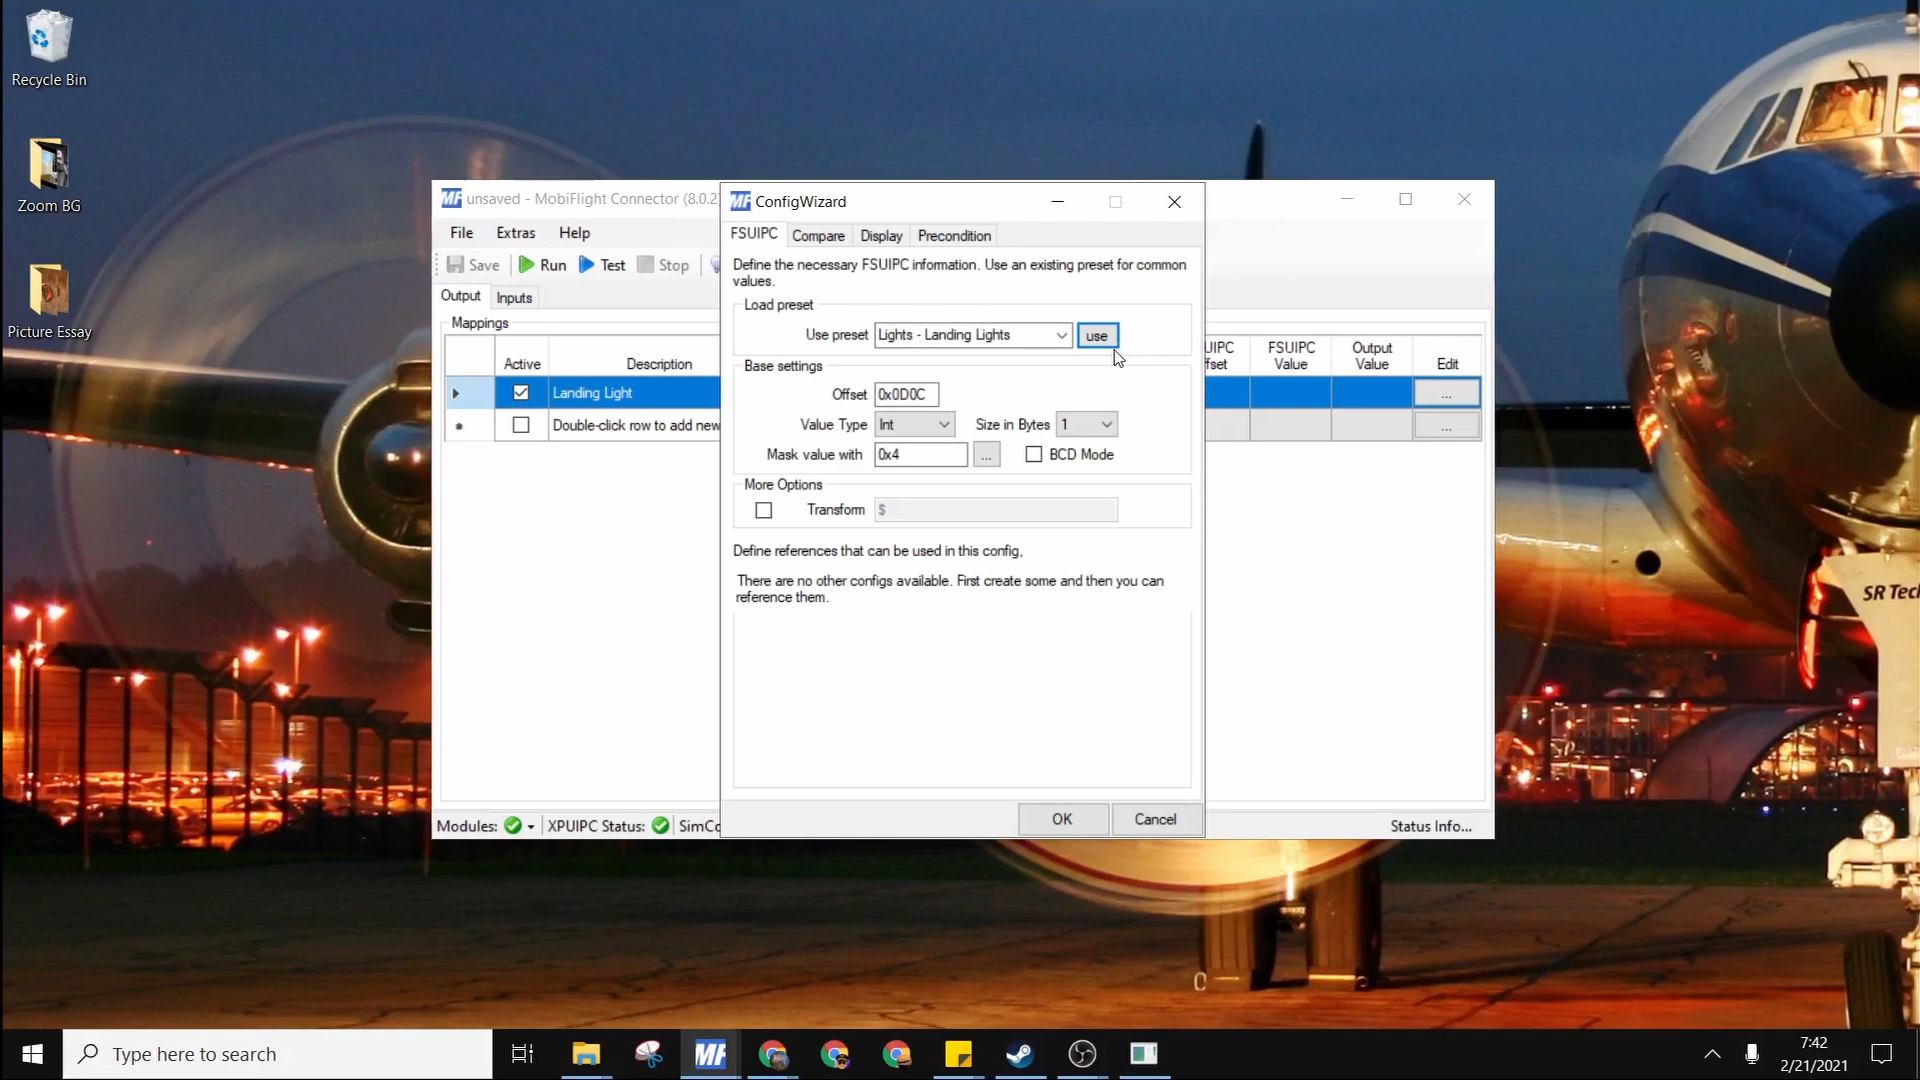 Recycle Bin
Zoom BG
Picture Essay
MF unsaved - MobiFlight Connector (8.0.2)
File Extras Help
Save Run Test Stop
Output Inputs
Mappings
Active Description
Landing Light
Double-click row to add new
MF ConfigWizard
FSUIPC Compare Display Precondition
Define the necessary FSUIPC information. Use an existing preset for common
values.
Load preset
Use preset Lights - Landing Lights use
Base settings
Offset 0x0D0C
Value Type Int Size in Bytes 1
Mask value with 0x4 ... BCD Mode
More Options
Transform $
Define references that can be used in this config.
There are no other configs available. First create some and then you can
reference them.
OK Cancel
FSUIPC
Value
Output
Value
Edit
...
...
Modules: XPUIPC Status: SimCo
Status Info...
SR Tec
Type here to search
MF
7:42
2/21/2021